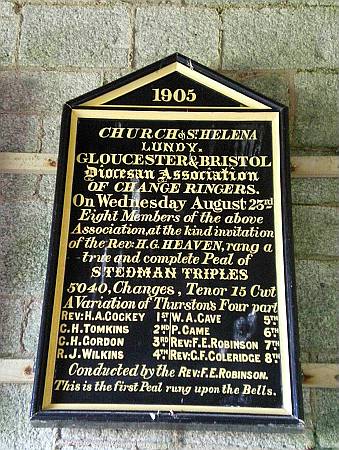 1905
CHURCH of ST. HELENA
LUNDY.
GLOUCESTER & BRISTOL
Diocesan Association
OF CHANGE RINGERS.
On Wednesday August 23rd
Eight Members of the above
Association, at the kind invitation
of the Rev: H.G. HEAVEN, rang a
true and complete Peal of
STEDMAN TRIPLES
5040, Changes, Tenor 15 Cwt
A Variation of Thurston's Four part
REV: H.A. COCKEY 1ST W.A. CAVE 5TH
C.H. TOMKINS 2ND P. CAME 6TH
C.H. GORDON 3RD REV: F.E. ROBINSON 7TH
R.J. WILKINS 4TH REV: C.F. COLERIDGE 8TH
Conducted by the REV: F.E. ROBINSON.
This is the first Peal rung upon the Bells.